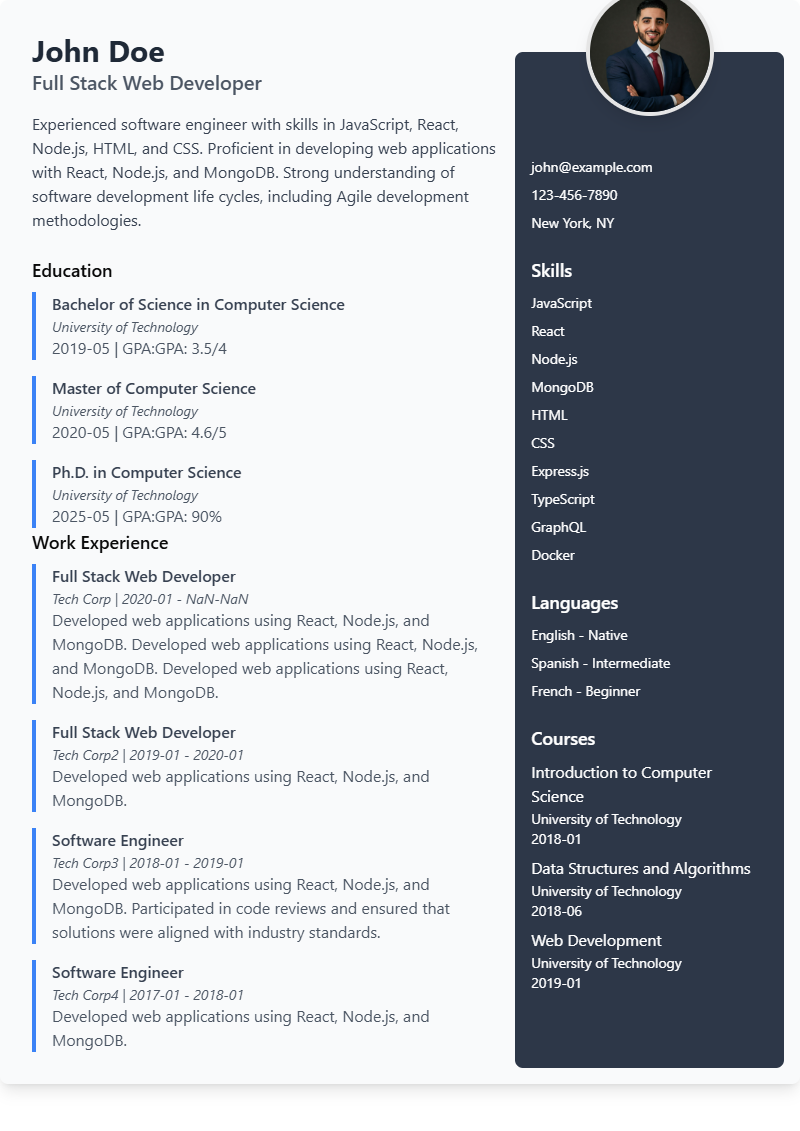 John Doe
Full Stack Web Developer
Experienced software engineer with skills in JavaScript, React,
Node.js, HTML, and CSS. Proficient in developing web applications
with React, Node.js, and MongoDB. Strong understanding of
software development life cycles, including Agile development
methodologies.
Education
Bachelor of Science in Computer Science
University of Technology
2019-05 | GPA:GPA: 3.5/4
Master of Computer Science
University of Technology
2020-05 | GPA:GPA: 4.6/5
Ph.D. in Computer Science
University of Technology
2025-05 | GPA:GPA: 90%
Work Experience
Full Stack Web Developer
Tech Corp | 2020-01 - NaN-NaN
Developed web applications using React, Node.js, and
MongoDB. Developed web applications using React, Node.js,
and MongoDB. Developed web applications using React,
Node.js, and MongoDB.
Full Stack Web Developer
Tech Corp2 | 2019-01 - 2020-01
Developed web applications using React, Node.js, and
MongoDB.
Software Engineer
Tech Corp3 | 2018-01 - 2019-01
Developed web applications using React, Node.js, and
MongoDB. Participated in code reviews and ensured that
solutions were aligned with industry standards.
Software Engineer
Tech Corp4 | 2017-01 - 2018-01
Developed web applications using React, Node.js, and
MongoDB.
john@example.com
123-456-7890
New York, NY
Skills
JavaScript
React
Node.js
MongoDB
HTML
CSS
Express.js
TypeScript
GraphQL
Docker
Languages
English - Native
Spanish - Intermediate
French - Beginner
Courses
Introduction to Computer
Science
University of Technology
2018-01
Data Structures and Algorithms
University of Technology
2018-06
Web Development
University of Technology
2019-01